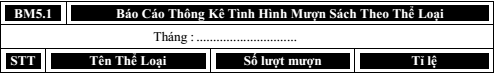 BM5.1 Báo Cáo Thông Kê Tình Hình Mượn Sách Theo Thể Loại
Tháng : ..............................
STT Tên Thể Loại Số lượt mượn Tỉ lệ